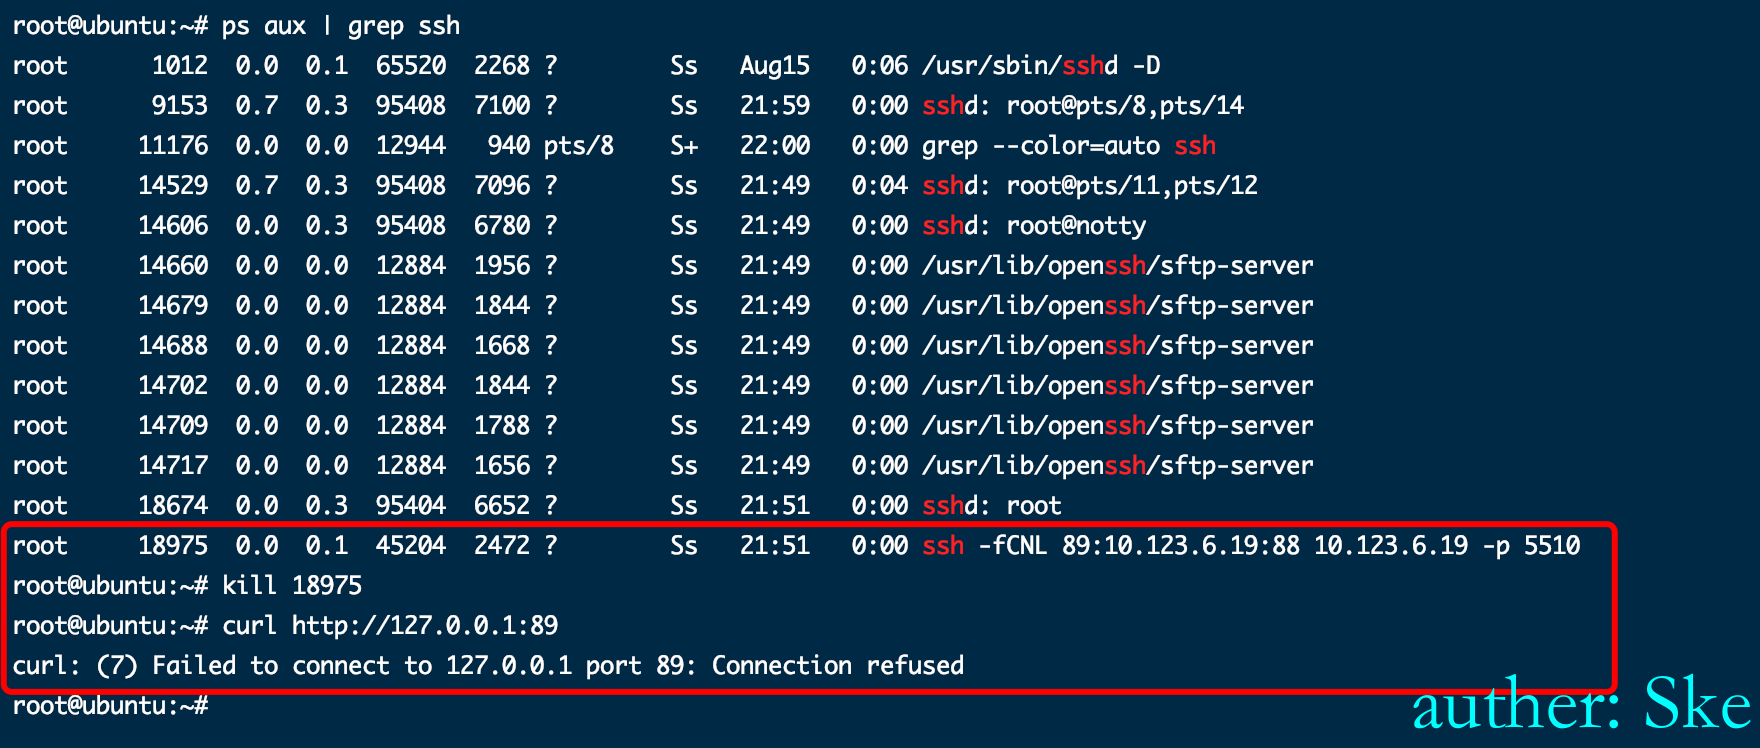 root@ubuntu:~# ps aux | grep ssh
root      1012  0.0  0.1  65520  2268 ?        Ss   Aug15   0:06 /usr/sbin/sshd -D
root      9153  0.7  0.3  95408  7100 ?        Ss   21:59   0:00 sshd: root@pts/8,pts/14
root     11176  0.0  0.0  12944   940 pts/8    S+   22:00   0:00 grep --color=auto ssh
root     14529  0.7  0.3  95408  7096 ?        Ss   21:49   0:04 sshd: root@pts/11,pts/12
root     14606  0.0  0.3  95408  6780 ?        Ss   21:49   0:00 sshd: root@notty
root     14660  0.0  0.0  12884  1956 ?        Ss   21:49   0:00 /usr/lib/openssh/sftp-server
root     14679  0.0  0.0  12884  1844 ?        Ss   21:49   0:00 /usr/lib/openssh/sftp-server
root     14688  0.0  0.0  12884  1668 ?        Ss   21:49   0:00 /usr/lib/openssh/sftp-server
root     14702  0.0  0.0  12884  1844 ?        Ss   21:49   0:00 /usr/lib/openssh/sftp-server
root     14709  0.0  0.0  12884  1788 ?        Ss   21:49   0:00 /usr/lib/openssh/sftp-server
root     14717  0.0  0.0  12884  1656 ?        Ss   21:49   0:00 /usr/lib/openssh/sftp-server
root     18674  0.0  0.3  95404  6652 ?        Ss   21:51   0:00 sshd: root
root     18975  0.0  0.1  45204  2472 ?        Ss   21:51   0:00 ssh -fCNL 89:10.123.6.19:88 10.123.6.19 -p 5510
root@ubuntu:~# kill 18975
root@ubuntu:~# curl http://127.0.0.1:89
curl: (7) Failed to connect to 127.0.0.1 port 89: Connection refused
root@ubuntu:~#
auther: Ske